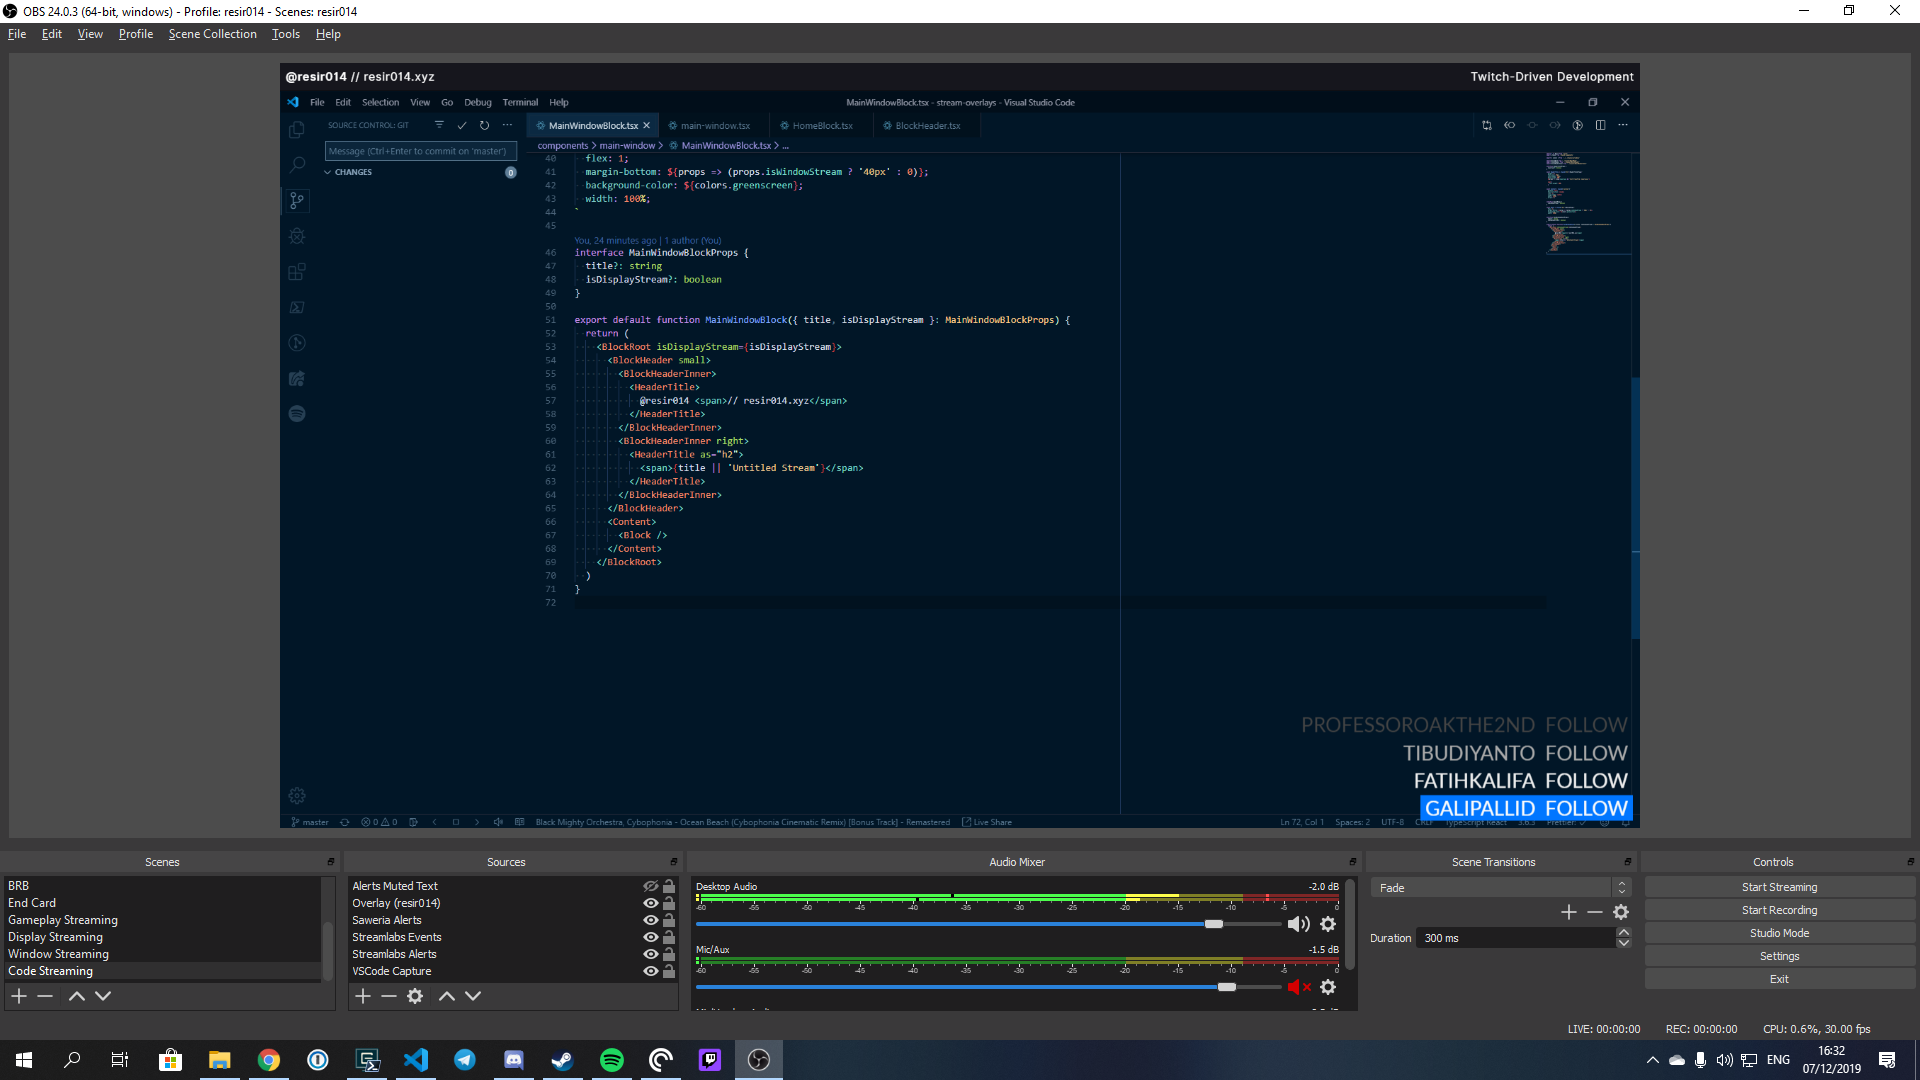 OBS 24.0.3 (64-bit, windows) - Profile: resir014 - Scenes: resir014
File Edit View Profile Scene Collection Tools Help
@resir014 // resir014.xyz
Twitch-Driven Development
File Edit Selection View Go Debug Terminal Help
MainWindowBlock.tsx - stream-overlays - Visual Studio Code
SOURCE CONTROL: GIT
MainWindowBlock.tsx main-window.tsx HomeBlock.tsx BlockHeader.tsx
Message (Ctrl+Enter to commit on 'master')
CHANGES 0
components > main-window > MainWindowBlock.tsx > ...
40 flex: 1;
41 margin-bottom: ${props => (props.isWindowStream ? '40px' : 0)};
42 background-color: ${colors.greenscreen};
43 width: 100%;
44 `
45
You, 24 minutes ago | 1 author (You)
46 interface MainWindowBlockProps {
47 title?: string
48 isDisplayStream?: boolean
49 }
50
51 export default function MainWindowBlock({ title, isDisplayStream }: MainWindowBlockProps) {
52 return (
53 <BlockRoot isDisplayStream={isDisplayStream}>
54 <BlockHeader small>
55 <BlockHeaderInner>
56 <HeaderTitle>
57 @resir014 <span>// resir014.xyz</span>
58 </HeaderTitle>
59 </BlockHeaderInner>
60 <BlockHeaderInner right>
61 <HeaderTitle as="h2">
62 <span>{title || 'Untitled Stream'}</span>
63 </HeaderTitle>
64 </BlockHeaderInner>
65 </BlockHeader>
66 <Content>
67 <Block />
68 </Content>
69 </BlockRoot>
70 )
71 }
72
PROFESSOROAKTHE2ND FOLLOW
TIBUDIYANTO FOLLOW
FATIHKALIFA FOLLOW
GALIPALLID FOLLOW
master 0 0 Black Mighty Orchestra, Cybophonia - Ocean Beach (Cybophonia Cinematic Remix) [Bonus Track] - Remastered Live Share Ln 72, Col 1 Spaces: 2 UTF-8
Scenes
BRB
End Card
Gameplay Streaming
Display Streaming
Window Streaming
Code Streaming
Sources
Alerts Muted Text
Overlay (resir014)
Saweria Alerts
Streamlabs Events
Streamlabs Alerts
VSCode Capture
Audio Mixer
Desktop Audio -2.0 dB
-60 -55 -50 -45 -40 -35 -30 -25 -20 -15 -10 -5 0
Mic/Aux -1.5 dB
-60 -55 -50 -45 -40 -35 -30 -25 -20 -15 -10 -5 0
Scene Transitions
Fade
Duration 300 ms
Controls
Start Streaming
Start Recording
Studio Mode
Settings
Exit
LIVE: 00:00:00 REC: 00:00:00 CPU: 0.6%, 30.00 fps
ENG
16:32
07/12/2019